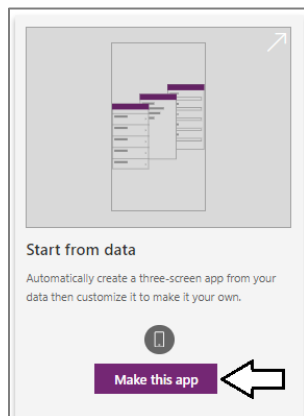 Start from data
Automatically create a three-screen app from your
data then customize it to make it your own.
Make this app